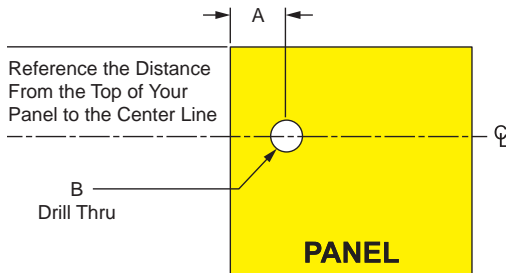 A
Reference the Distance
From the Top of Your
Panel to the Center Line
℄
B
Drill Thru
PANEL